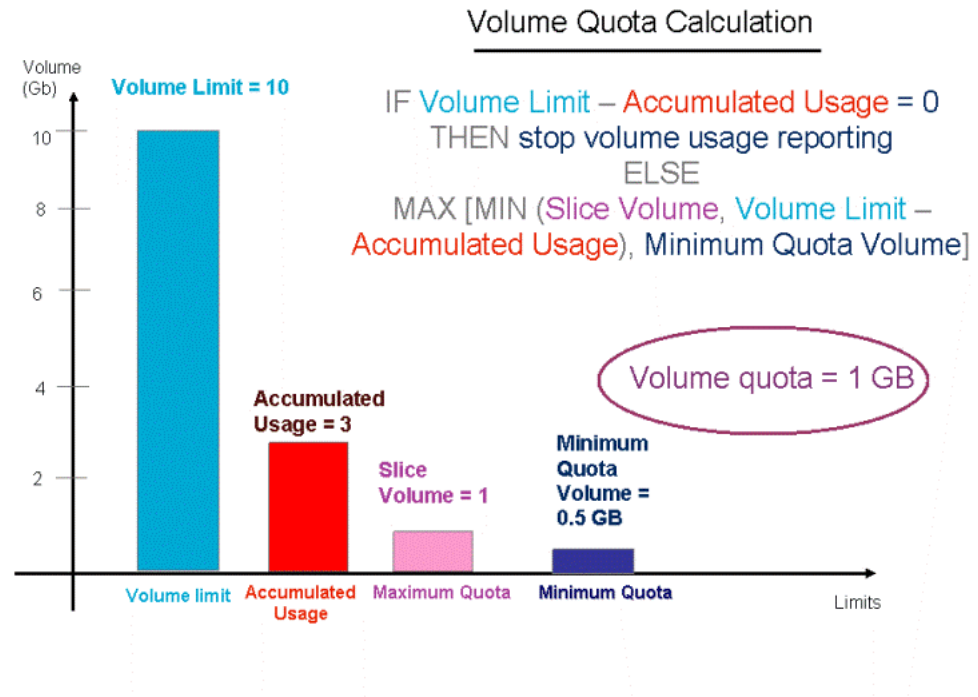 Volume Quota Calculation
Volume
(Gb)
Volume Limit = 10
IF Volume Limit – Accumulated Usage = 0
THEN stop volume usage reporting
ELSE
MAX [MIN (Slice Volume, Volume Limit –
Accumulated Usage), Minimum Quota Volume]
10
8
6
4
2
Volume quota = 1 GB
Accumulated
Usage = 3
Slice
Volume = 1
Minimum
Quota
Volume =
0.5 GB
Volume limit
Accumulated
Usage
Maximum Quota
Minimum Quota
Limits